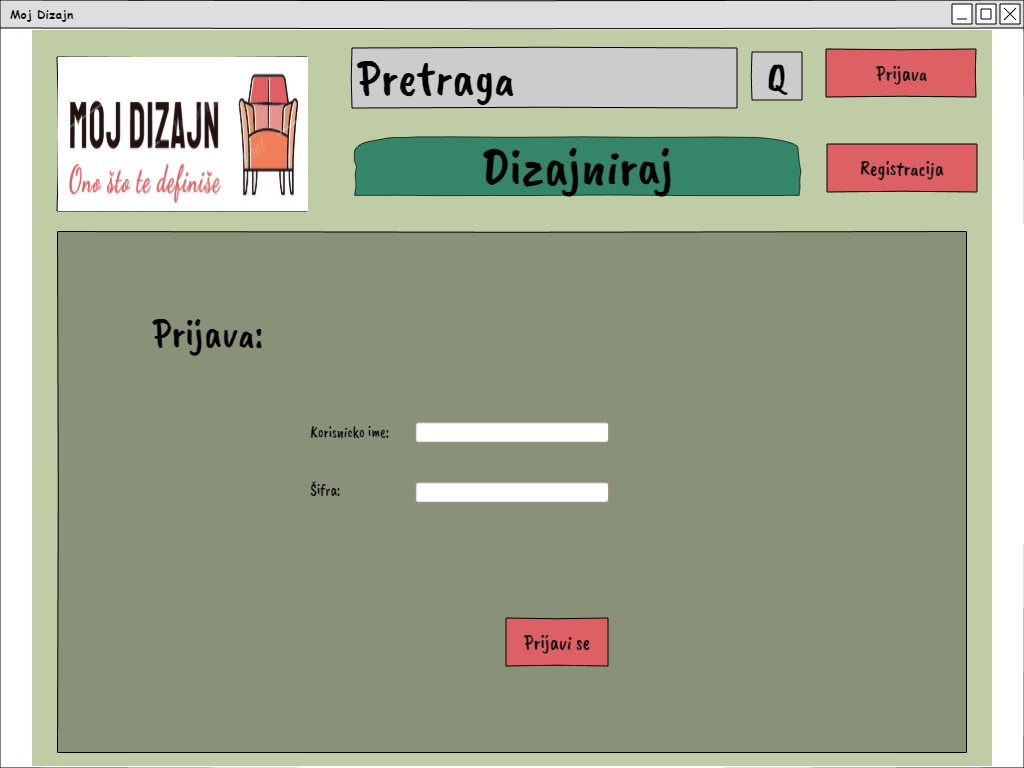 Moj Dizajn
Pretraga
Q
Prijava
MOJ DIZAJN
Ono što te definiše
Dizajniraj
Registracija
Prijava:
Korisnicko ime:
Šifra:
Prijavi se